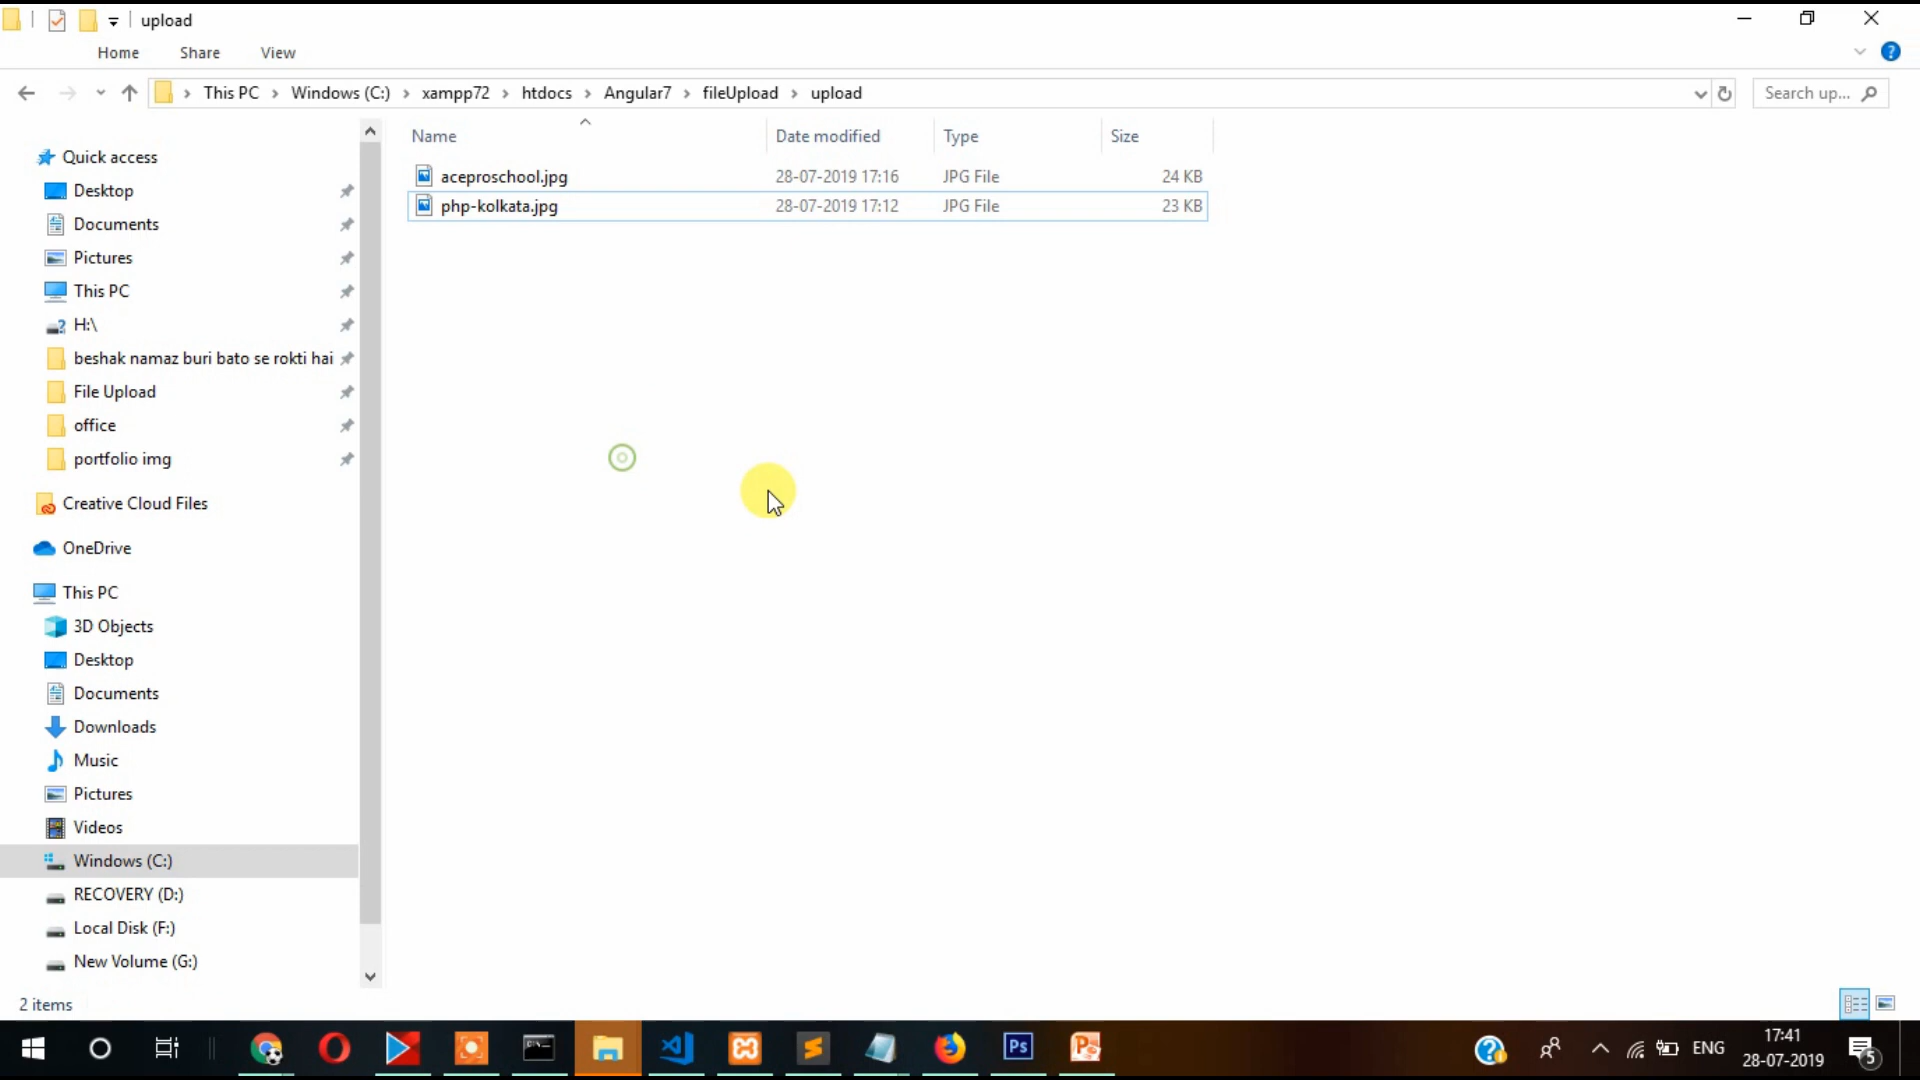 upload
Home Share View
This PC Windows (C:) xampp72 htdocs Angular7 fileUpload upload
Search up...
Name Date modified Type Size
aceproschool.jpg 28-07-2019 17:16 JPG File 24 KB
php-kolkata.jpg 28-07-2019 17:12 JPG File 23 KB
Quick access
Desktop
Documents
Pictures
This PC
H:\
beshak namaz buri bato se rokti hai
File Upload
office
portfolio img
Creative Cloud Files
OneDrive
This PC
3D Objects
Desktop
Documents
Downloads
Music
Pictures
Videos
Windows (C:)
RECOVERY (D:)
Local Disk (F:)
New Volume (G:)
2 items
Ps
ENG
17:41
28-07-2019
5